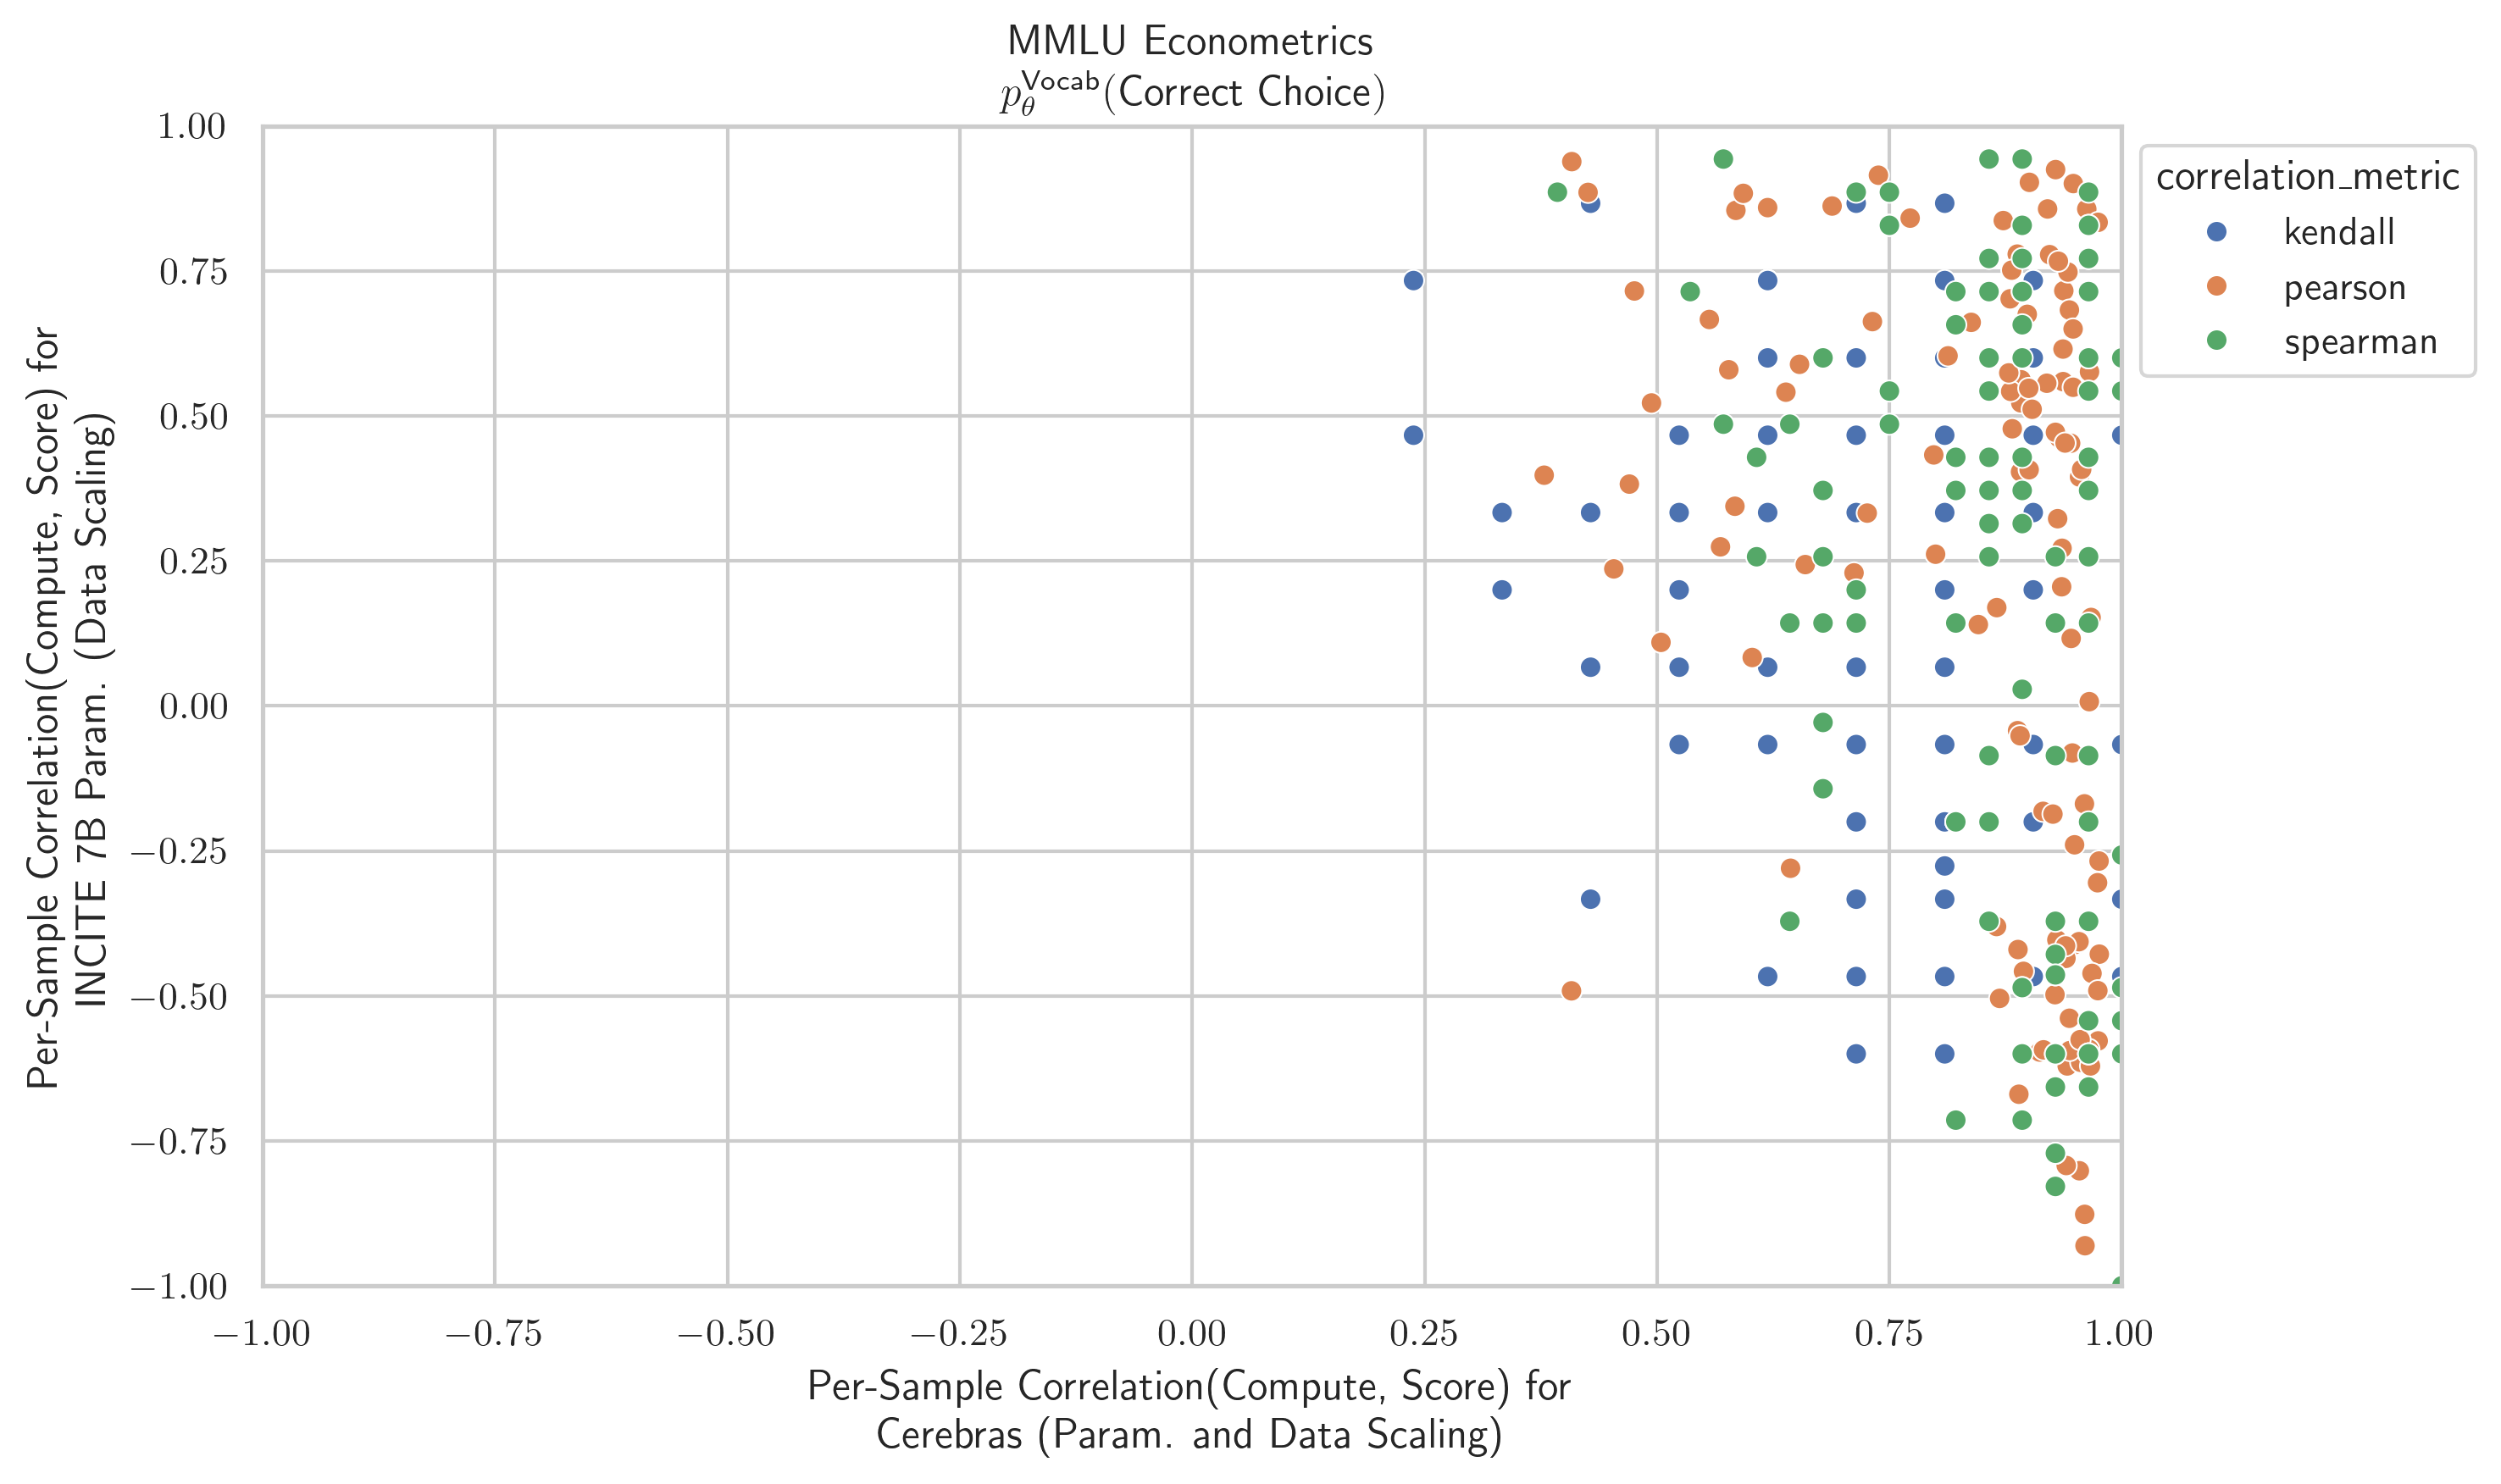 MMLU Econometrics
p_θ^Vocab(Correct Choice)
Per-Sample Correlation(Compute, Score) for
INCITE 7B Param. (Data Scaling)
1.00
0.75
0.50
0.25
0.00
−0.25
−0.50
−0.75
−1.00
−1.00
−0.75
−0.50
−0.25
0.00
0.25
0.50
0.75
1.00
Per-Sample Correlation(Compute, Score) for
Cerebras (Param. and Data Scaling)
correlation_metric
kendall
pearson
spearman